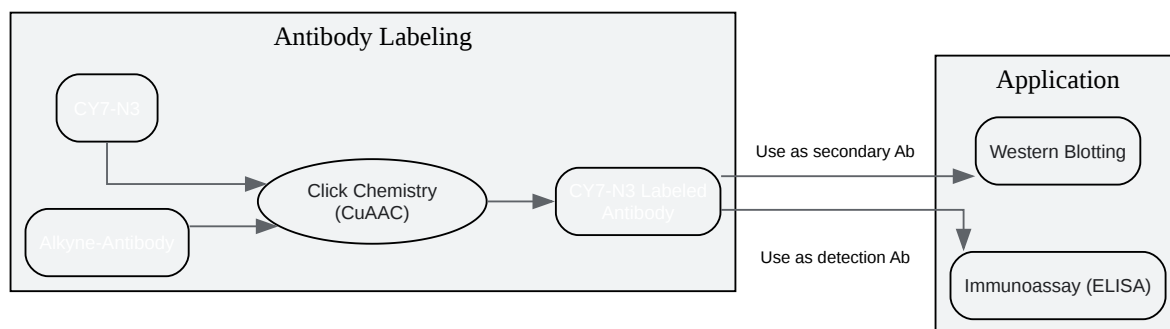 Antibody Labeling
CY7-N3
Alkyne-Antibody
Click Chemistry
(CuAAC)
CY7-N3 Labeled
Antibody
Use as secondary Ab
Use as detection Ab
Application
Western Blotting
Immunoassay (ELISA)